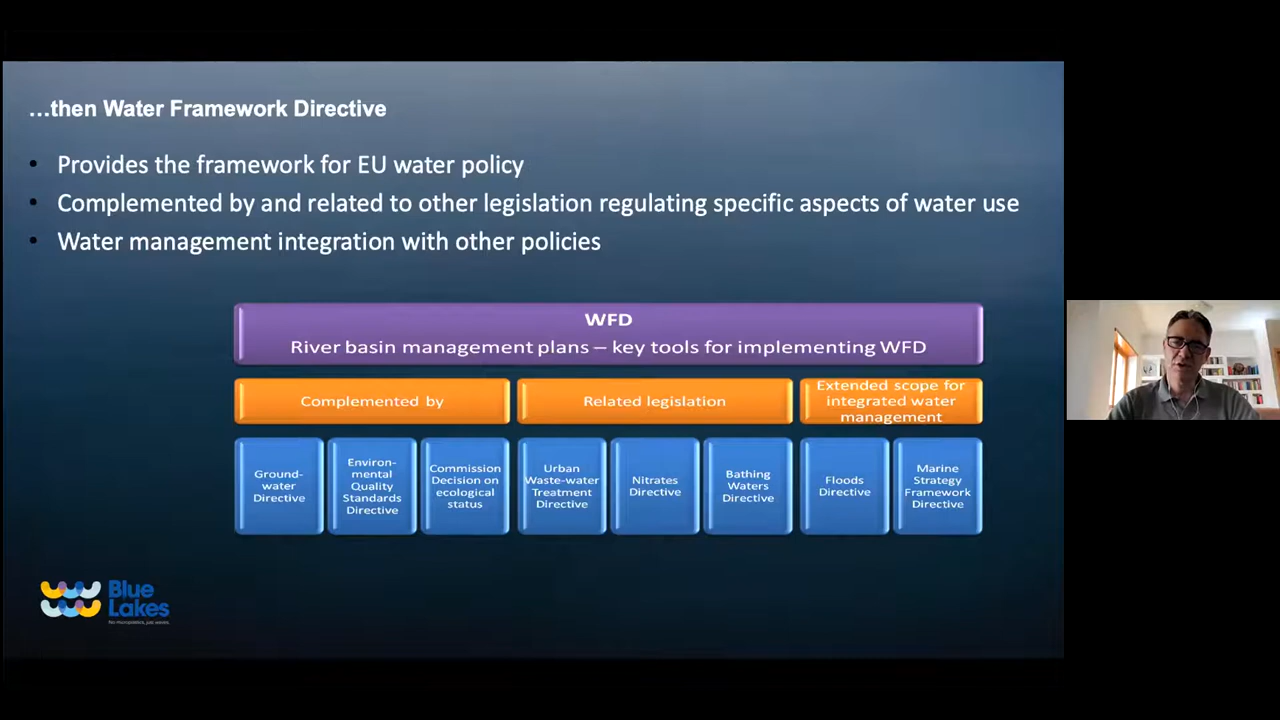 ...then Water Framework Directive
• Provides the framework for EU water policy
• Complemented by and related to other legislation regulating specific aspects of water use
• Water management integration with other policies
WFD
River basin management plans – key tools for implementing WFD
Complemented by
Related legislation
Extended scope for
integrated water
management
Ground-
water
Directive
Environ-
mental
Quality
Standards
Directive
Commission
Decision on
ecological
status
Urban
Waste-water
Treatment
Directive
Nitrates
Directive
Bathing
Waters
Directive
Floods
Directive
Marine
Strategy
Framework
Directive
Blue
Lakes
No microplastics, just waves.